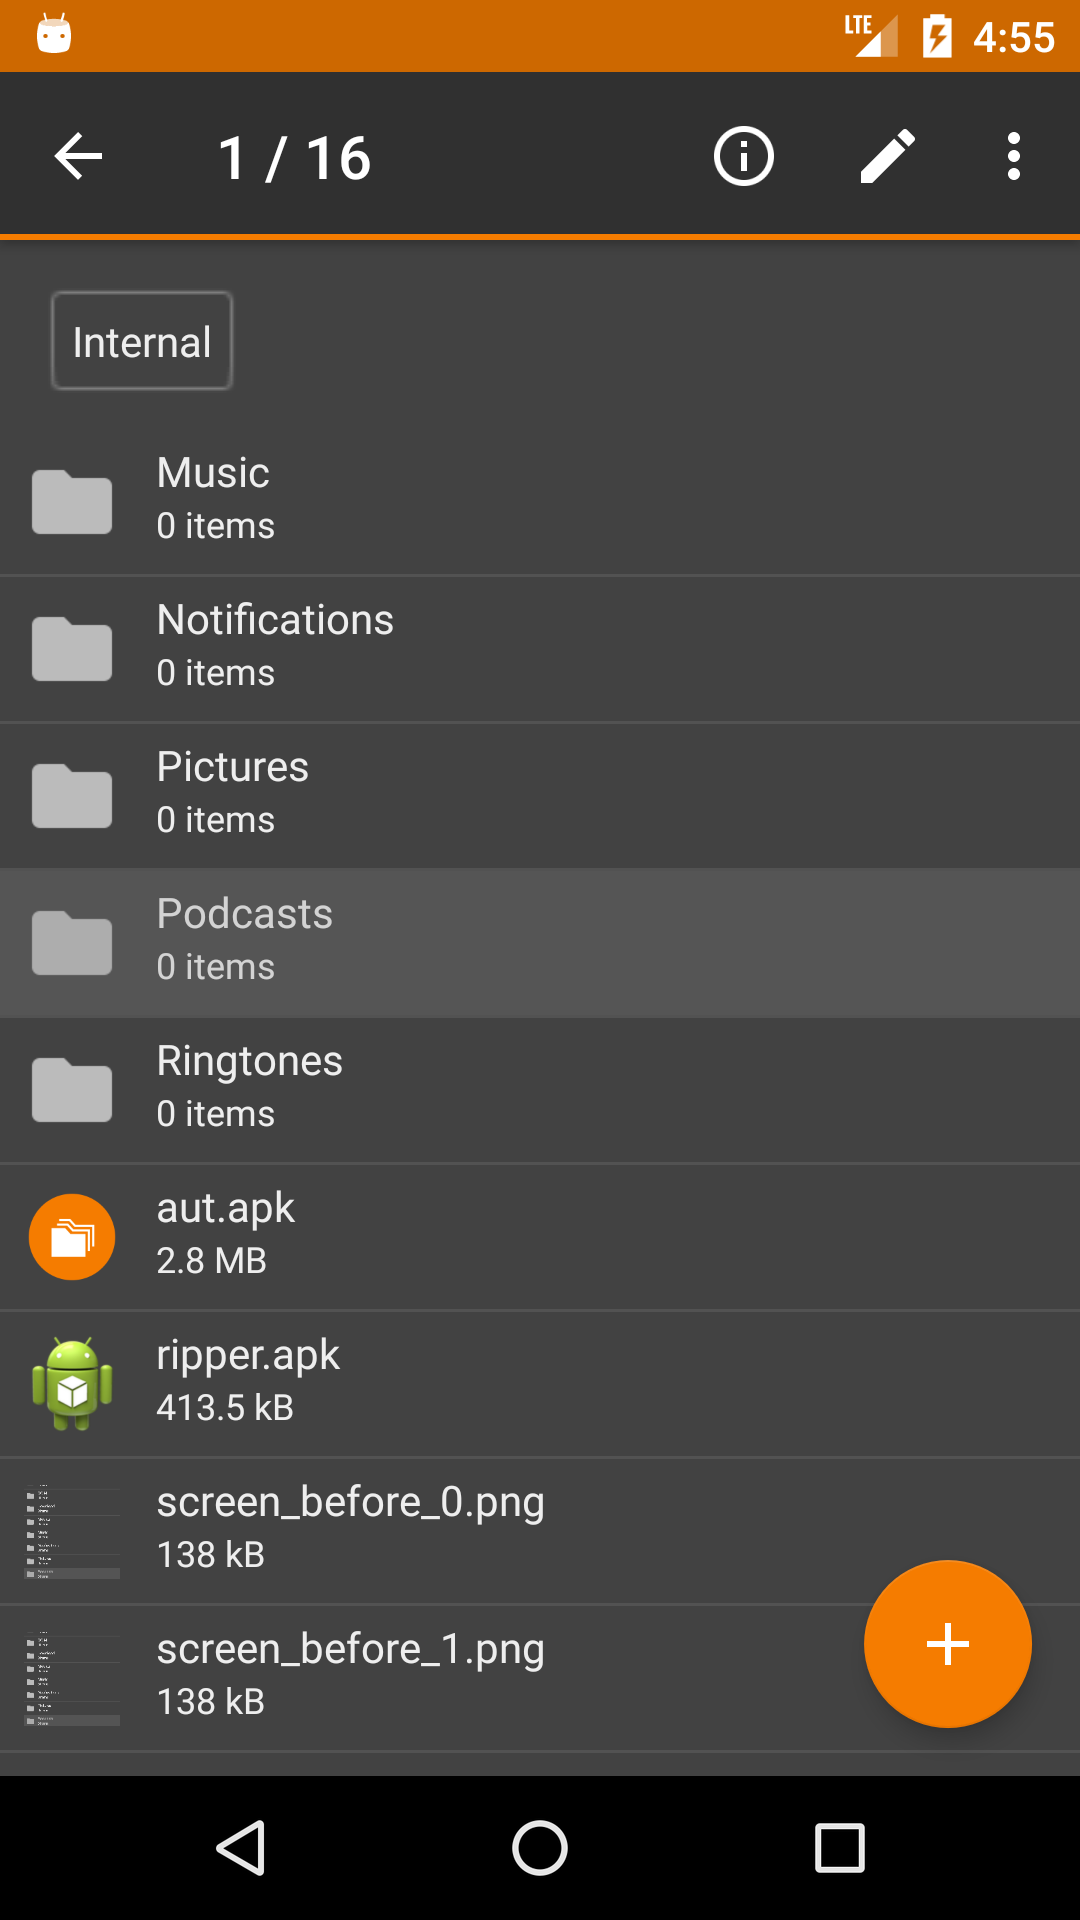 LTE 4:55
1 / 16
Internal
Music
0 items
Notifications
0 items
Pictures
0 items
Podcasts
0 items
Ringtones
0 items
aut.apk
2.8 MB
ripper.apk
413.5 kB
screen_before_0.png
138 kB
screen_before_1.png
138 kB